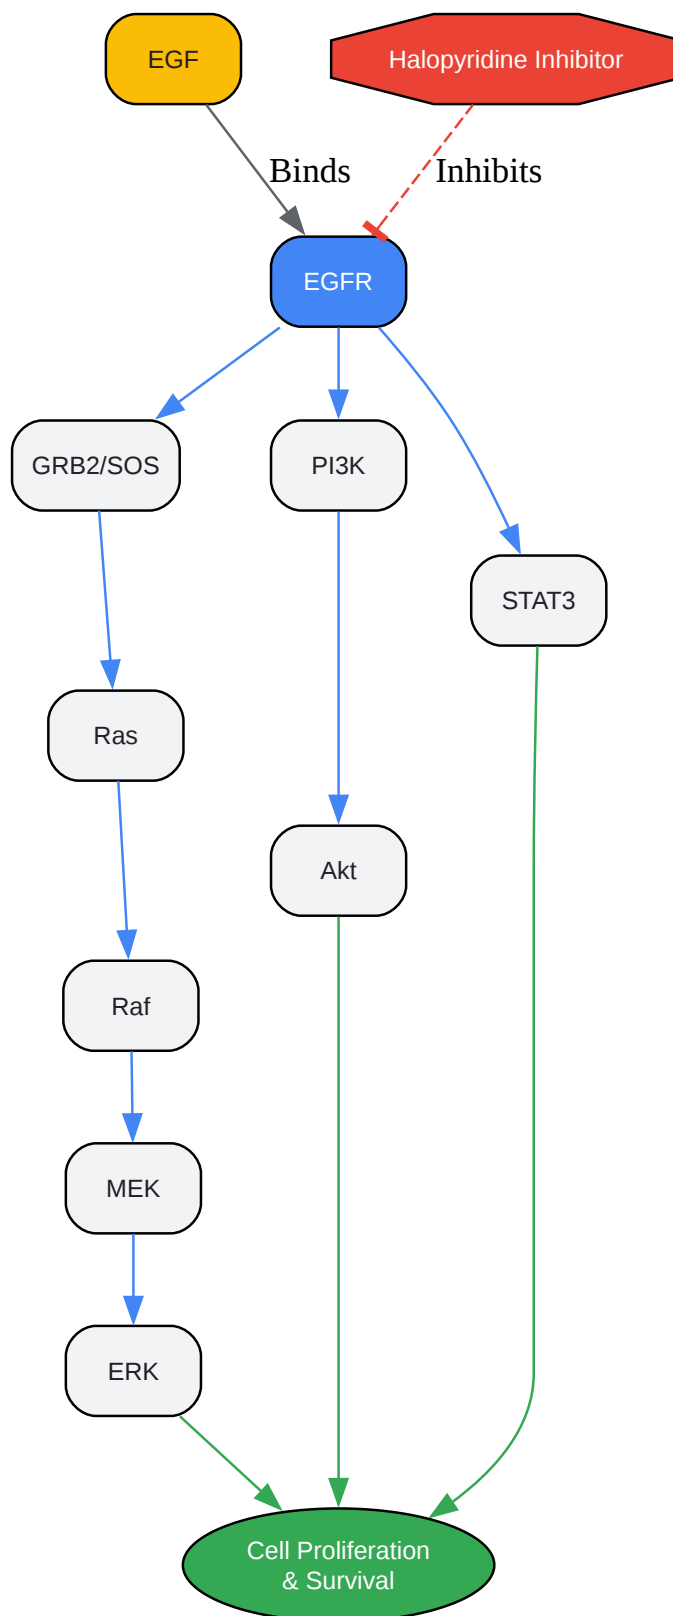 EGF
Halopyridine Inhibitor
Binds
Inhibits
EGFR
GRB2/SOS
PI3K
STAT3
Ras
Akt
Raf
MEK
ERK
Cell Proliferation
& Survival